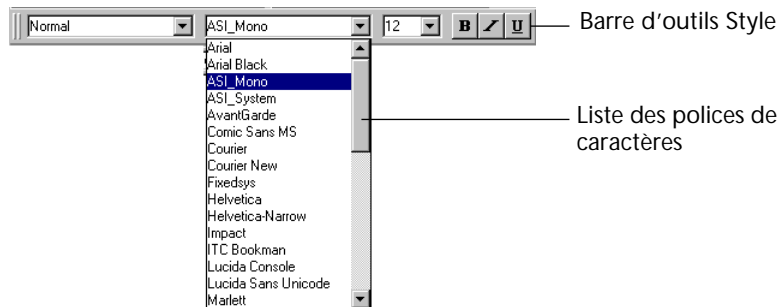 Normal ASI_Mono 12 B I U Barre d'outils Style
Arial
Arial Black
ASI_Mono
ASI_System
AvantGarde
Comic Sans MS
Courier
Courier New
Fixedsys
Helvetica
Helvetica-Narrow
Impact
ITC Bookman
Lucida Console
Lucida Sans Unicode
Marlett
Liste des polices de
caractères